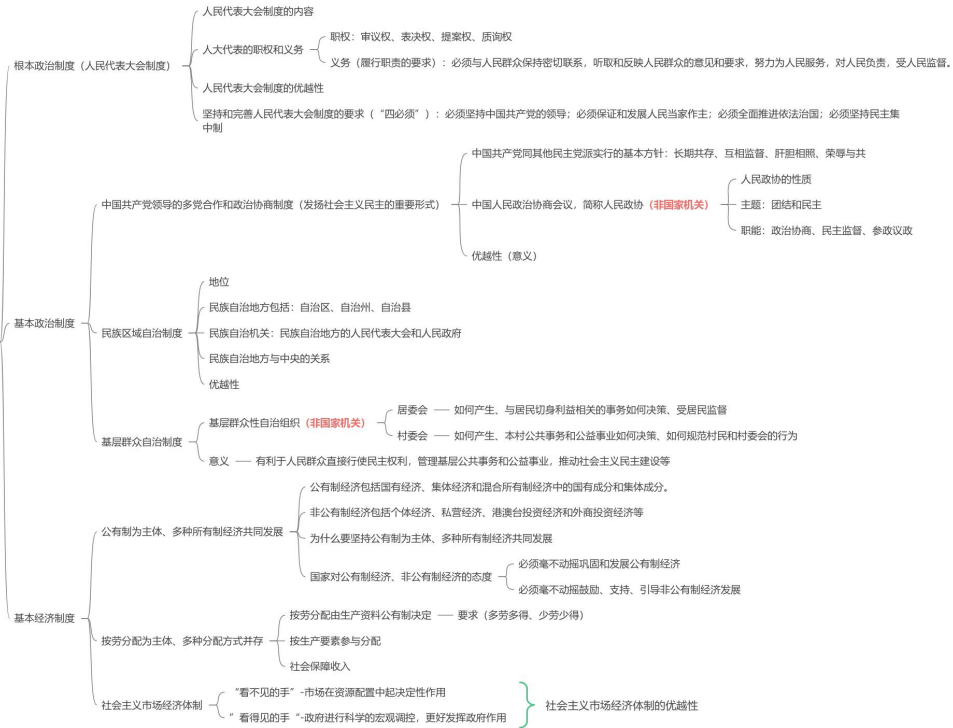 人民代表大会制度的内容
根本政治制度（人民代表大会制度）
人大代表的职权和义务
职权：审议权、表决权、提案权、质询权
义务（履行职责的要求）：必须与人民群众保持密切联系，听取和反映人民群众的意见和要求，努力为人民服务，对人民负责，受人民监督。
人民代表大会制度的优越性
坚持和完善人民代表大会制度的要求（“四必须”）：必须坚持中国共产党的领导；必须保证和发展人民当家作主；必须全面推进依法治国；必须坚持民主集
中制
基本政治制度
中国共产党领导的多党合作和政治协商制度（发扬社会主义民主的重要形式）
中国共产党同其他民主党派实行的基本方针：长期共存、互相监督、肝胆相照、荣辱与共
中国人民政治协商会议，简称人民政协（非国家机关）
人民政协的性质
主题：团结和民主
职能：政治协商、民主监督、参政议政
优越性（意义）
民族区域自治制度
地位
民族自治地方包括：自治区、自治州、自治县
民族自治机关：民族自治地方的人民代表大会和人民政府
民族自治地方与中央的关系
优越性
基层群众自治制度
基层群众性自治组织（非国家机关）
居委会
如何产生、与居民切身利益相关的事务如何决策、受居民监督
村委会
如何产生、本村公共事务和公益事业如何决策、如何规范村民和村委会的行为
意义
有利于人民群众直接行使民主权利，管理基层公共事务和公益事业，推动社会主义民主建设等
基本经济制度
公有制为主体、多种所有制经济共同发展
公有制经济包括国有经济、集体经济和混合所有制经济中的国有成分和集体成分。
非公有制经济包括个体经济、私营经济、港澳台投资经济和外商投资经济等
为什么要坚持公有制为主体、多种所有制经济共同发展
国家对公有制经济、非公有制经济的态度
必须毫不动摇巩固和发展公有制经济
必须毫不动摇鼓励、支持、引导非公有制经济发展
按劳分配为主体、多种分配方式并存
按劳分配由生产资料公有制决定
要求（多劳多得、少劳少得）
按生产要素参与分配
社会保障收入
社会主义市场经济体制
“看不见的手”-市场在资源配置中起决定性作用
”看得见的手“-政府进行科学的宏观调控，更好发挥政府作用
社会主义市场经济体制的优越性